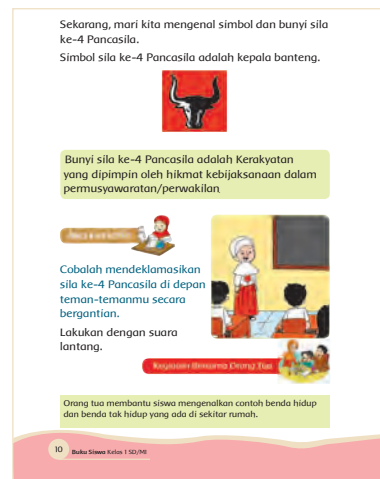 Sekarang, mari kita mengenal simbol dan bunyi sila
ke-4 Pancasila.
Simbol sila ke-4 Pancasila adalah kepala banteng.
Bunyi sila ke-4 Pancasila adalah Kerakyatan
yang dipimpin oleh hikmat kebijaksanaan dalam
permusyawaratan/perwakilan
Cobalah mendeklamasikan
sila ke-4 Pancasila di depan
teman-temanmu secara
bergantian.
Lakukan dengan suara
lantang.
Kegiatan Bersama Orang Tua
Orang tua membantu siswa mengenalkan contoh benda hidup
dan benda tak hidup yang ada di sekitar rumah.
10 Buku Siswa Kelas 1 SD/MI